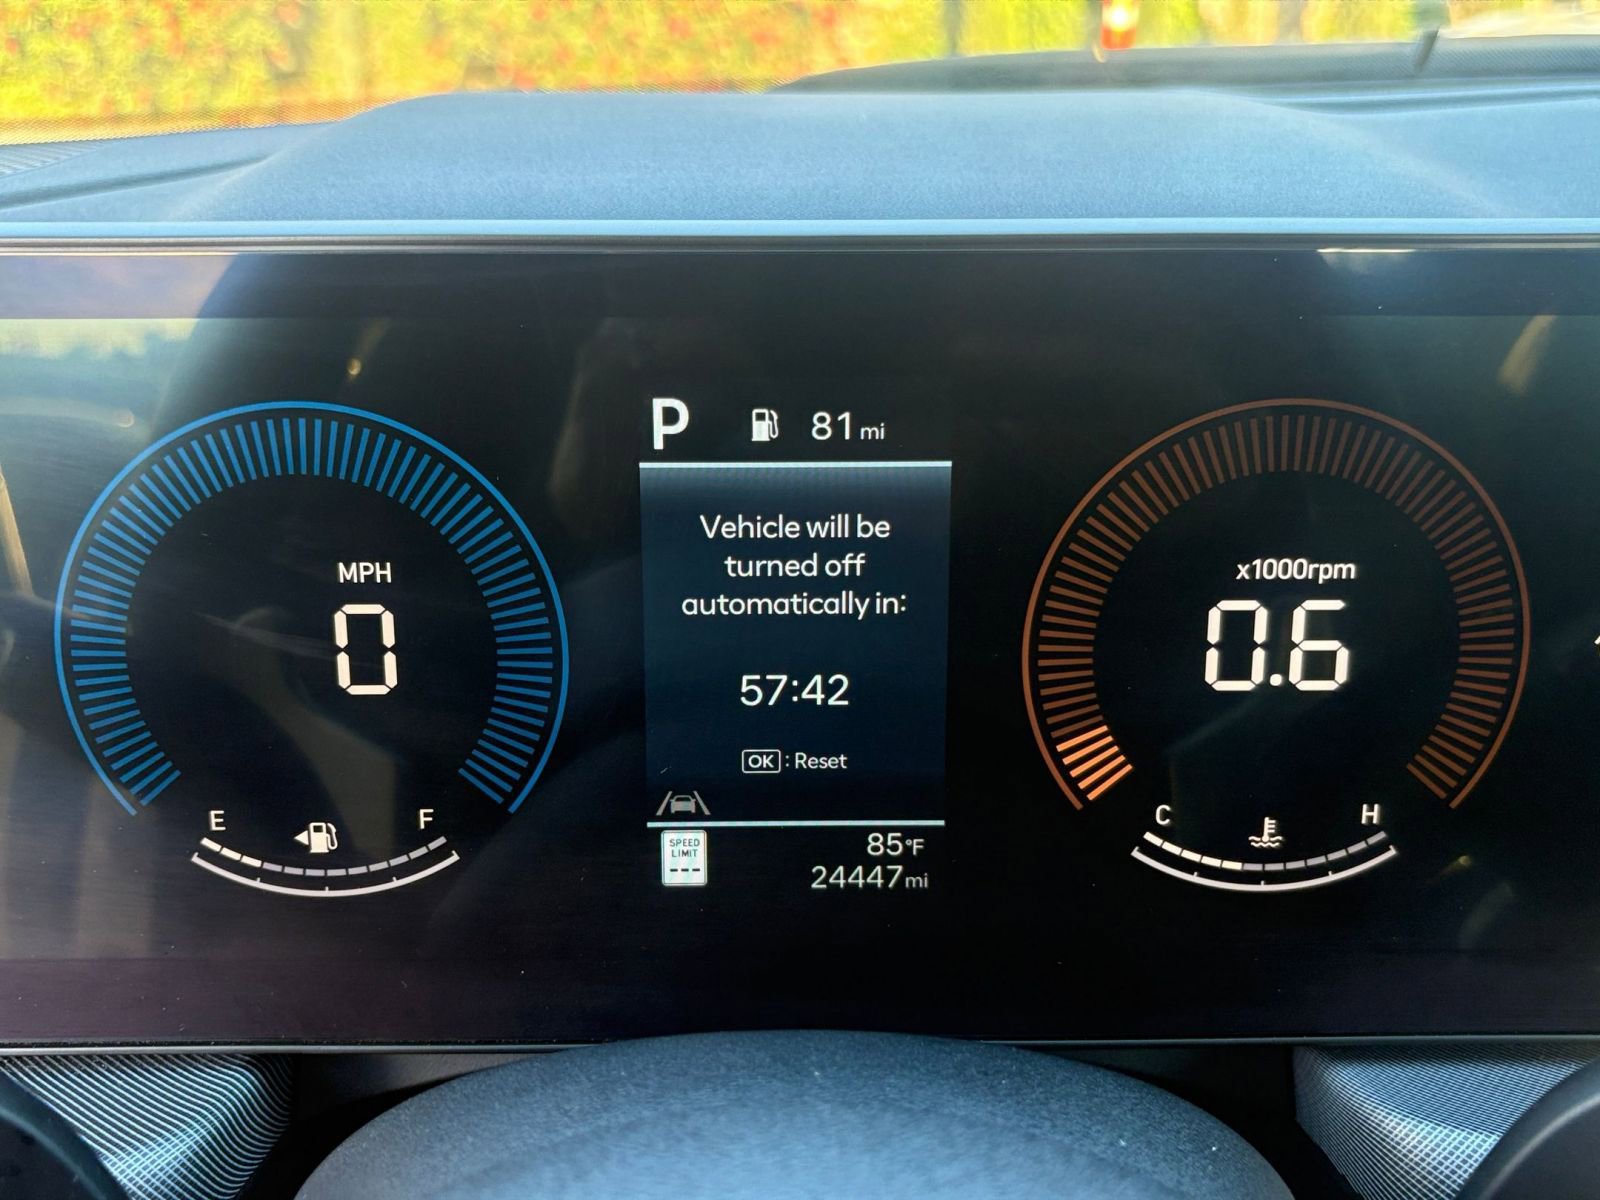 P 81 mi
Vehicle will be
turned off
automatically in:
57:42
OK : Reset
MPH
0
E F
x1000rpm
0.6
C H
SPEED
LIMIT
---
85°F
24447 mi